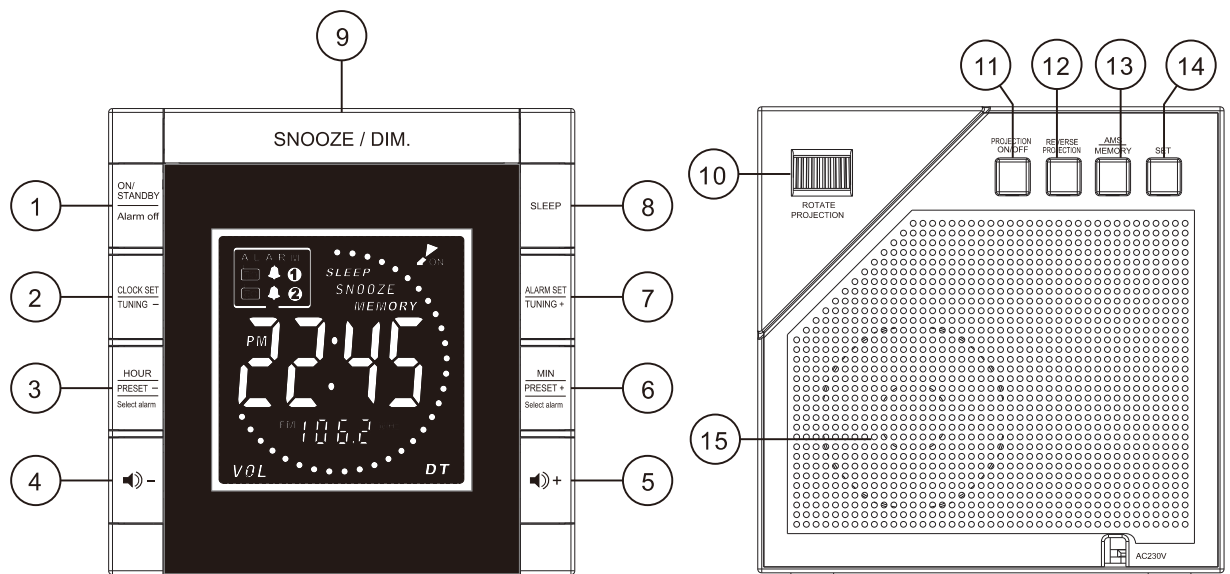 9
SNOOZE / DIM.
1
ON/
STANDBY
Alarm off
2
CLOCK SET
TUNING −
3
HOUR
PRESET −
Select alarm
4
−
ALARM
1
2
SLEEP
SNOOZE
MEMORY
ON
PM
22:45
FM 106.2 MHz
VOL
DT
SLEEP
8
ALARM SET
TUNING +
7
MIN
PRESET +
Select alarm
6
+
5
11
12
13
14
PROJECTION
ON/OFF
REVERSE
PROJECTION
AMS
MEMORY
SET
10
ROTATE
PROJECTION
15
AC230V